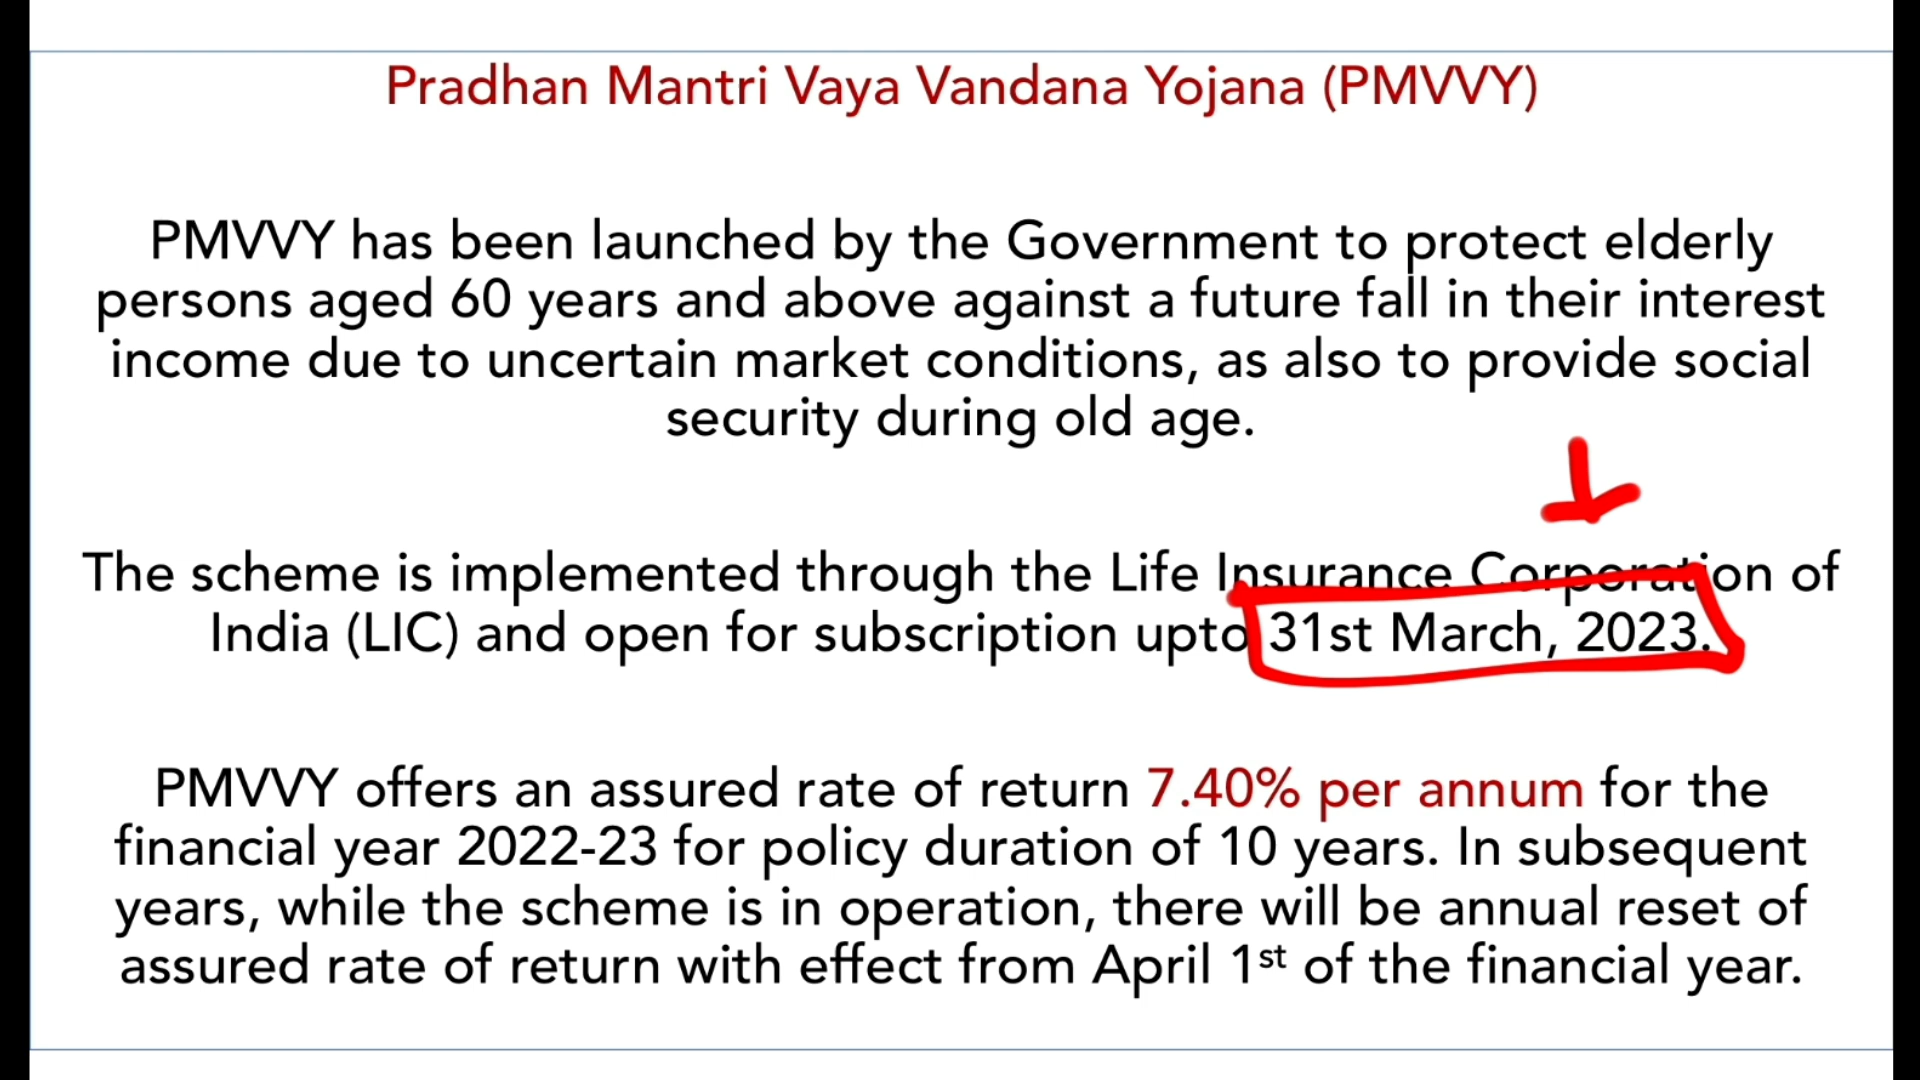 Pradhan Mantri Vaya Vandana Yojana (PMVVY)
PMVVY has been launched by the Government to protect elderly
persons aged 60 years and above against a future fall in their interest
income due to uncertain market conditions, as also to provide social
security during old age.
The scheme is implemented through the Life Insurance Corporation of
India (LIC) and open for subscription upto 31st March, 2023.
PMVVY offers an assured rate of return 7.40% per annum for the
financial year 2022-23 for policy duration of 10 years. In subsequent
years, while the scheme is in operation, there will be annual reset of
assured rate of return with effect from April 1st of the financial year.